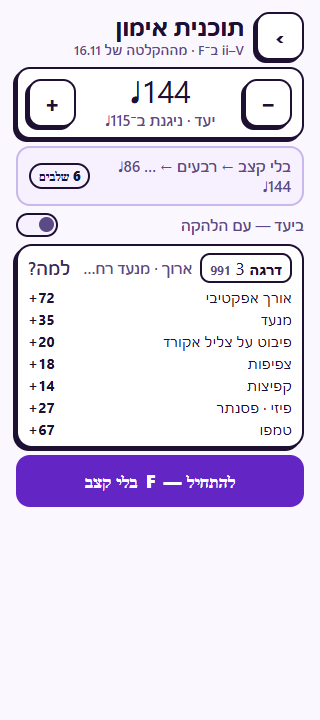 תוכנית אימון
ii–V ב־F · מההקלטה של 16.11
−
♩144
+
יעד · ניגנת ב־115♩
בלי קצב ← רבעים ← ... 86♩
144♩
6 שלבים
ביעד — עם הלהקה
דרגה 3 991
ארוך · מנעד רח...
למה?
אורך אפקטיבי +72
מנעד +35
פיבוט על צליל אקורד +20
צפיפות +18
קפיצות +14
פיזי · פסנתר +27
טמפו +67
להתחיל — F בלי קצב